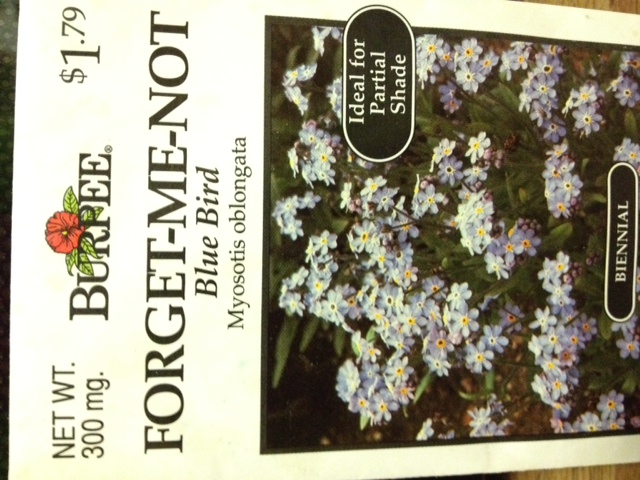 NET WT.
300 mg.
BURPEE®
$1.79
FORGET-ME-NOT
Blue Bird
Myosotis oblongata
Ideal for
Partial
Shade
BIENNIAL